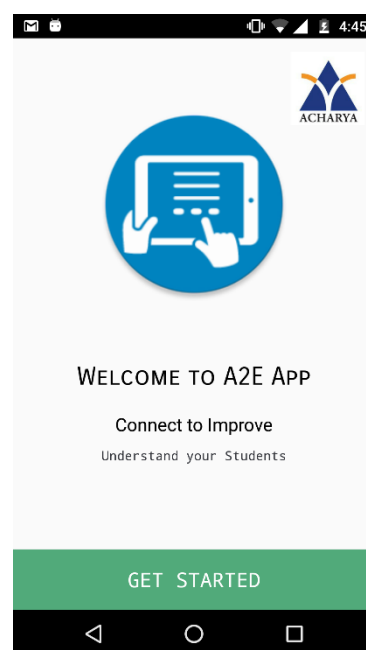 4:45
ACHARYA
WELCOME TO A2E APP
Connect to Improve
Understand your Students
GET STARTED